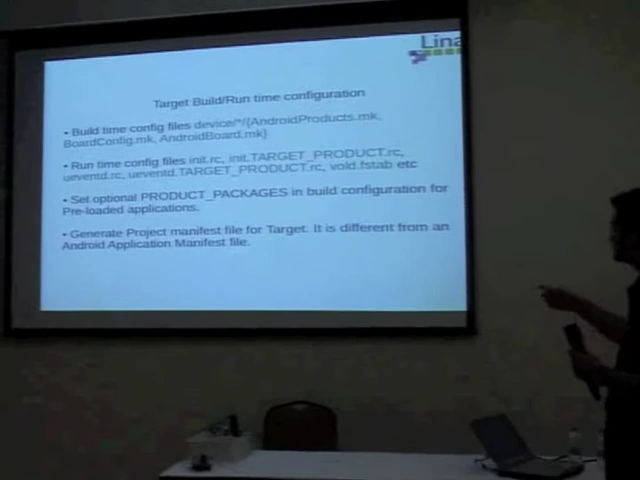 Lina
Target Build/Run time configuration
• Build time config files device/*/{AndroidProducts.mk,
BoardConfig.mk, AndroidBoard.mk}
• Run time config files init.rc, init.TARGET_PRODUCT.rc,
ueventd.rc, ueventd.TARGET_PRODUCT.rc, vold.fstab etc
• Set optional PRODUCT_PACKAGES in build configuration for
Pre-loaded applications.
• Generate Project manifest file for Target. It is different from an
Android Application Manifest file.